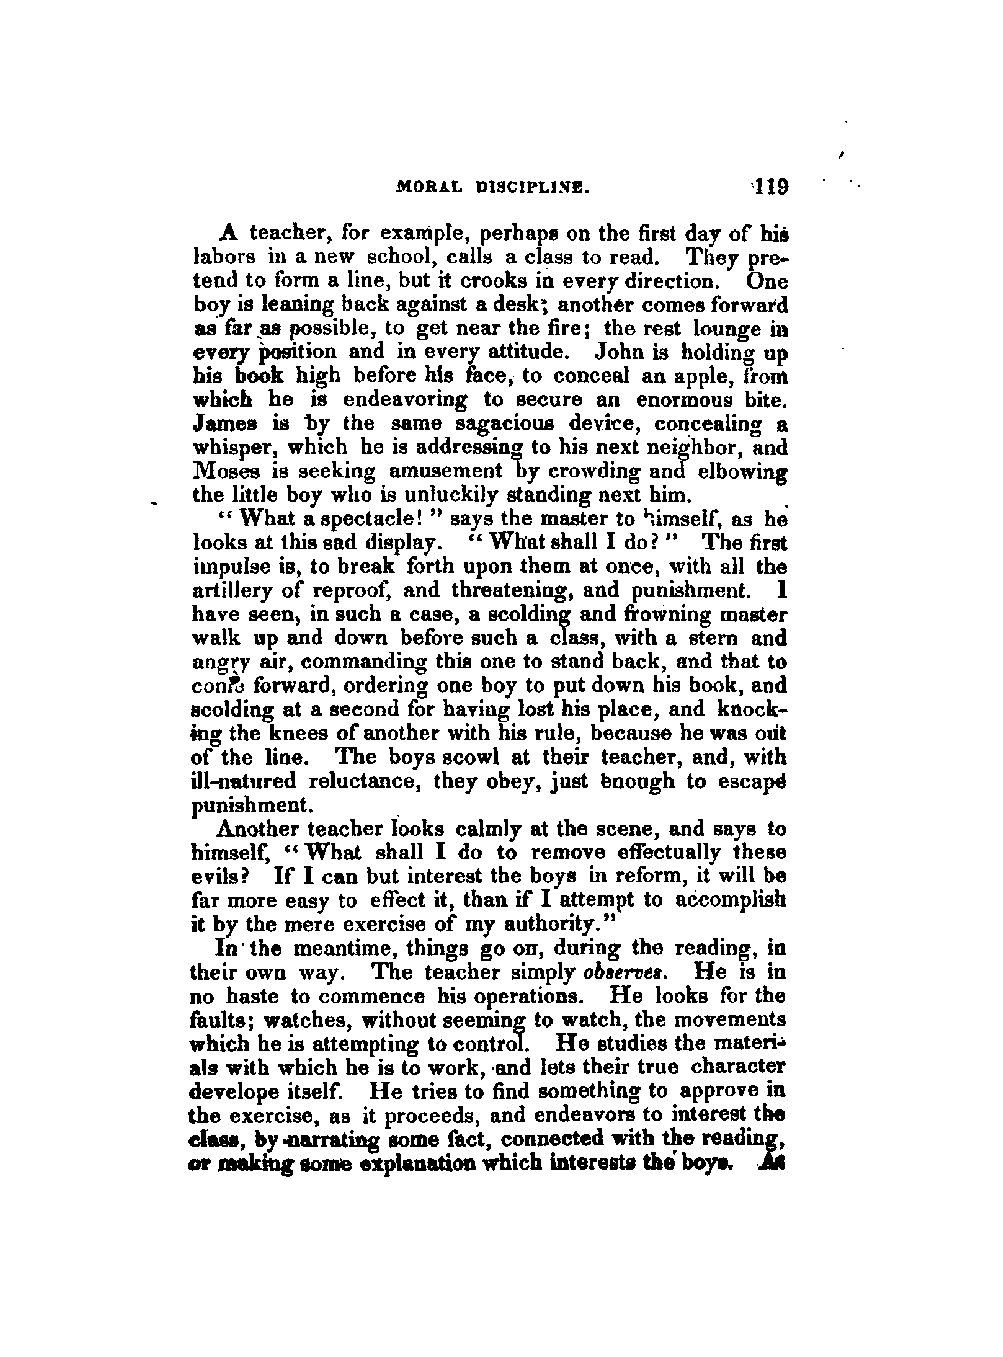 MORAL DISCIPLINE. 119
A teacher, for example, perhaps on the first day of his
labors in a new school, calls a class to read. They pre-
tend to form a line, but it crooks in every direction. One
boy is leaning back against a desk; another comes forward
as far as possible, to get near the fire; the rest lounge in
every position and in every attitude. John is holding up
his book high before his face, to conceal an apple, from
which he is endeavoring to secure an enormous bite.
James is by the same sagacious device, concealing a
whisper, which he is addressing to his next neighbor, and
Moses is seeking amusement by crowding and elbowing
the little boy who is unluckily standing next him.
“What a spectacle!” says the master to himself, as he
looks at this sad display. “What shall I do?” The first
impulse is, to break forth upon them at once, with all the
artillery of reproof, and threatening, and punishment. I
have seen, in such a case, a scolding and frowning master
walk up and down before such a class, with a stern and
angry air, commanding this one to stand back, and that to
come forward, ordering one boy to put down his book, and
scolding at a second for having lost his place, and knock-
ing the knees of another with his rule, because he was out
of the line. The boys scowl at their teacher, and, with
ill-natured reluctance, they obey, just enough to escape
punishment.
Another teacher looks calmly at the scene, and says to
himself, “What shall I do to remove effectually these
evils? If I can but interest the boys in reform, it will be
far more easy to effect it, than if I attempt to accomplish
it by the mere exercise of my authority.”
In the meantime, things go on, during the reading, in
their own way. The teacher simply observes. He is in
no haste to commence his operations. He looks for the
faults; watches, without seeming to watch, the movements
which he is attempting to control. He studies the materi-
als with which he is to work, and lets their true character
develope itself. He tries to find something to approve in
the exercise, as it proceeds, and endeavors to interest the
class, by narrating some fact, connected with the reading,
or making some explanation which interests the boys. At